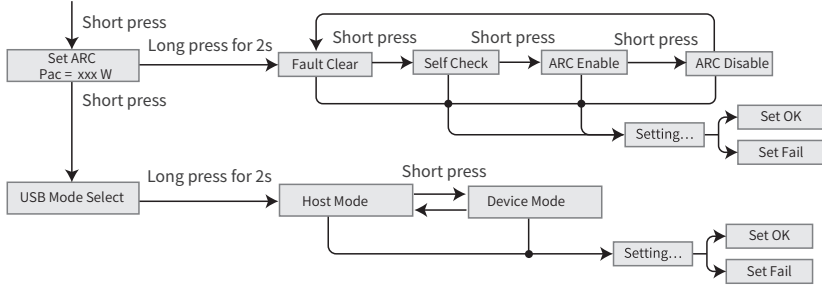 Short press
Set ARC
Pac = xxx W
Long press for 2s
Fault Clear
Short press
Self Check
Short press
ARC Enable
Short press
ARC Disable
Short press
Setting...
Set OK
Set Fail
USB Mode Select
Long press for 2s
Host Mode
Short press
Device Mode
Setting...
Set OK
Set Fail